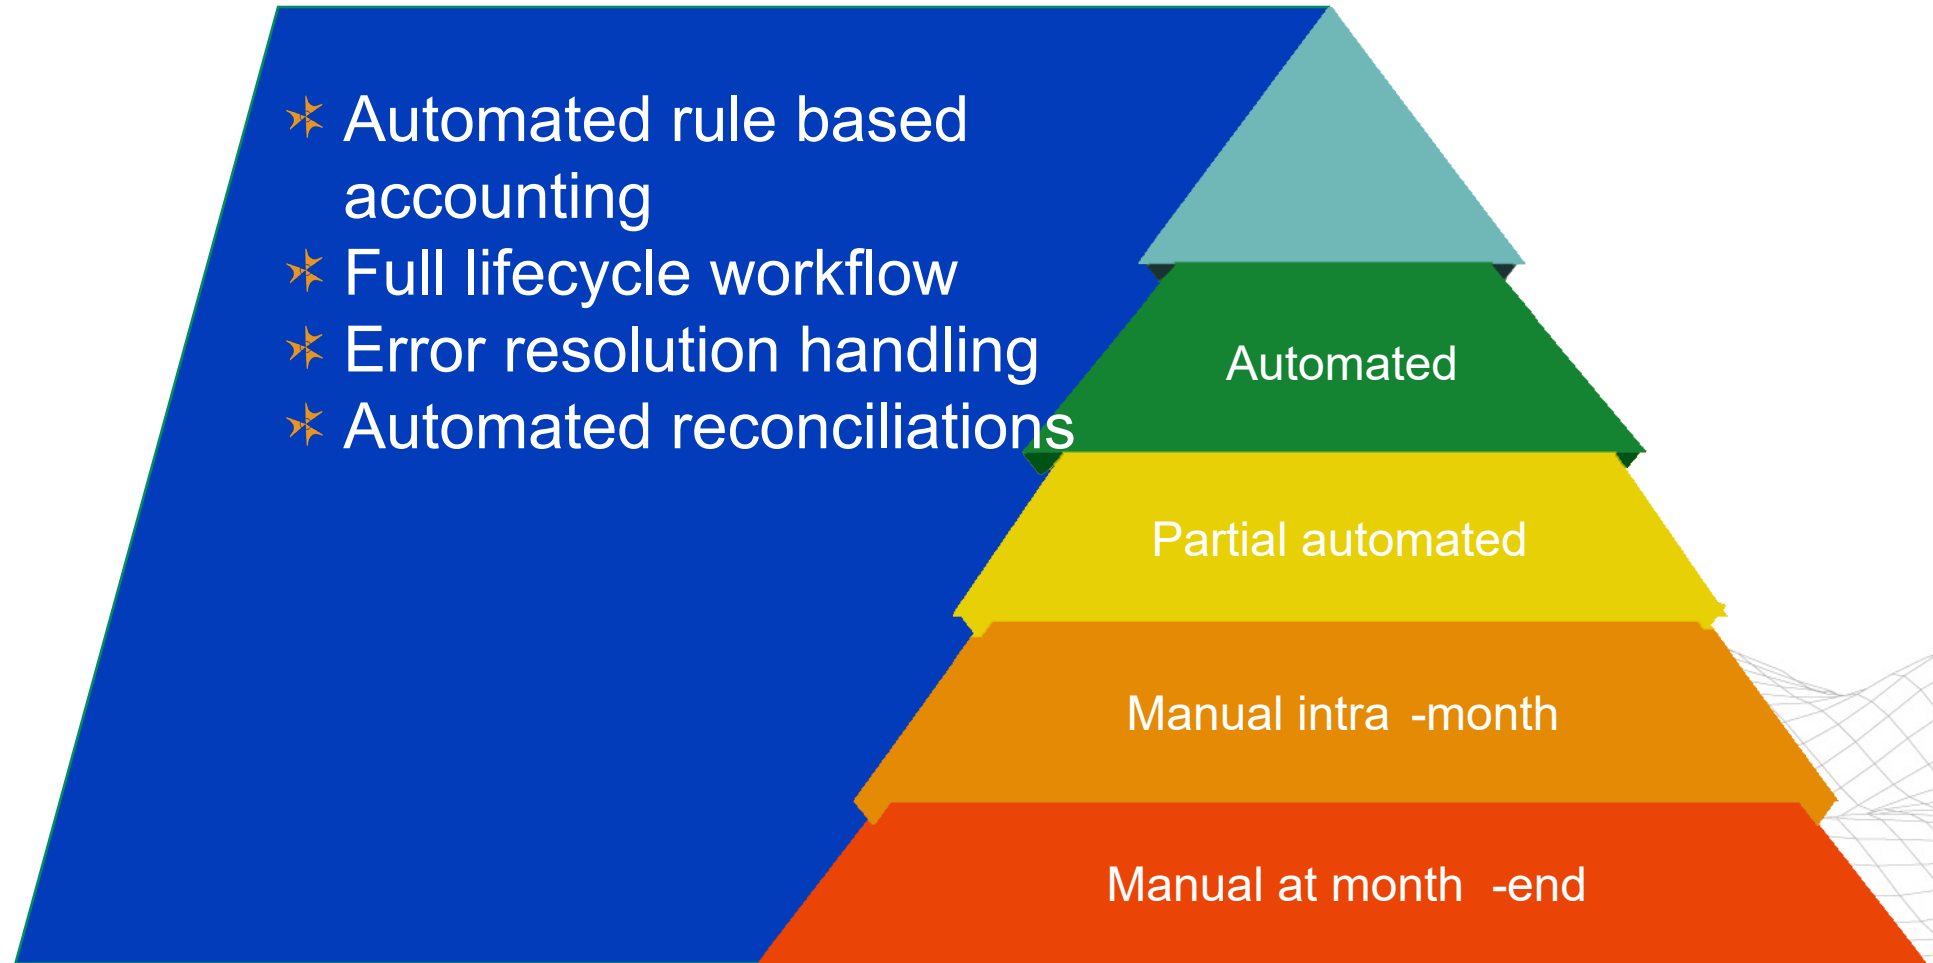 Automated rule based
accounting
Full lifecycle workflow
Error resolution handling
Automated reconciliations
Automated
Partial automated
Manual intra -month
Manual at month -end